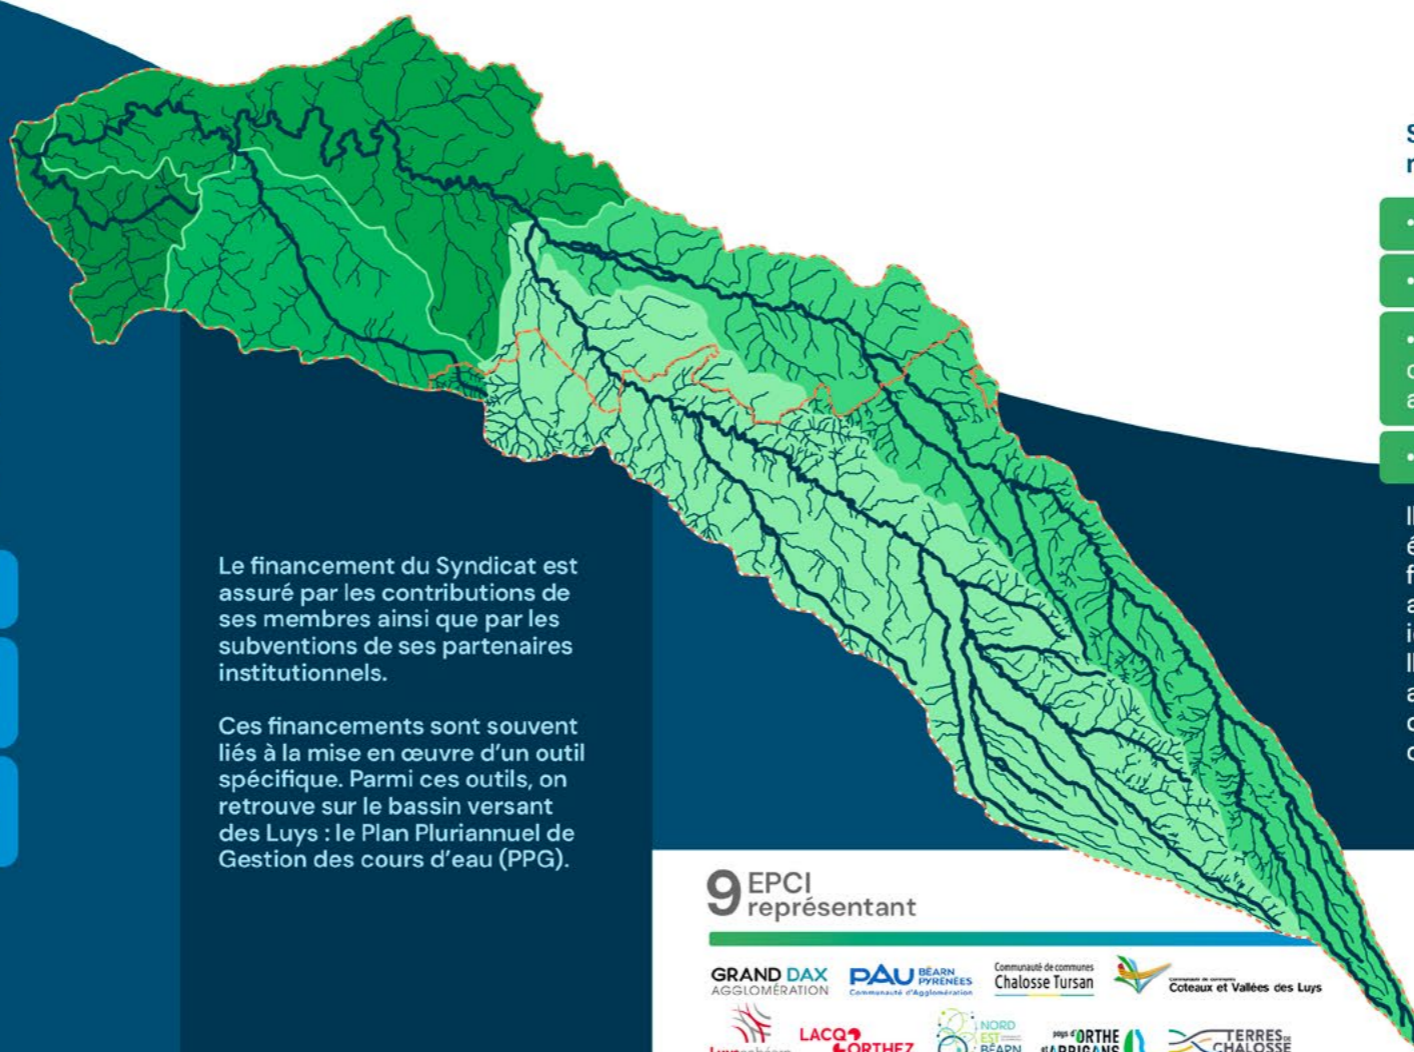 Le financement du Syndicat est
assuré par les contributions de
ses membres ainsi que par les
subventions de ses partenaires
institutionnels.
Ces financements sont souvent
liés à la mise en œuvre d'un outil
spécifique. Parmi ces outils, on
retrouve sur le bassin versant
des Luys : le Plan Pluriannuel de
Gestion des cours d'eau (PPG).
9 EPCI
représentant
GRAND DAX
AGGLOMÉRATION
PAU BÉARN
PYRÉNÉES
Communauté d'Agglomération
Communauté de communes
Chalosse Tursan
Coteaux et Vallées des Luys
LACQ
ORTHEZ
NORD
EST
BÉARN
pays d'ORTHE
et ARRIGANS
TERRES DE
CHALOSSE